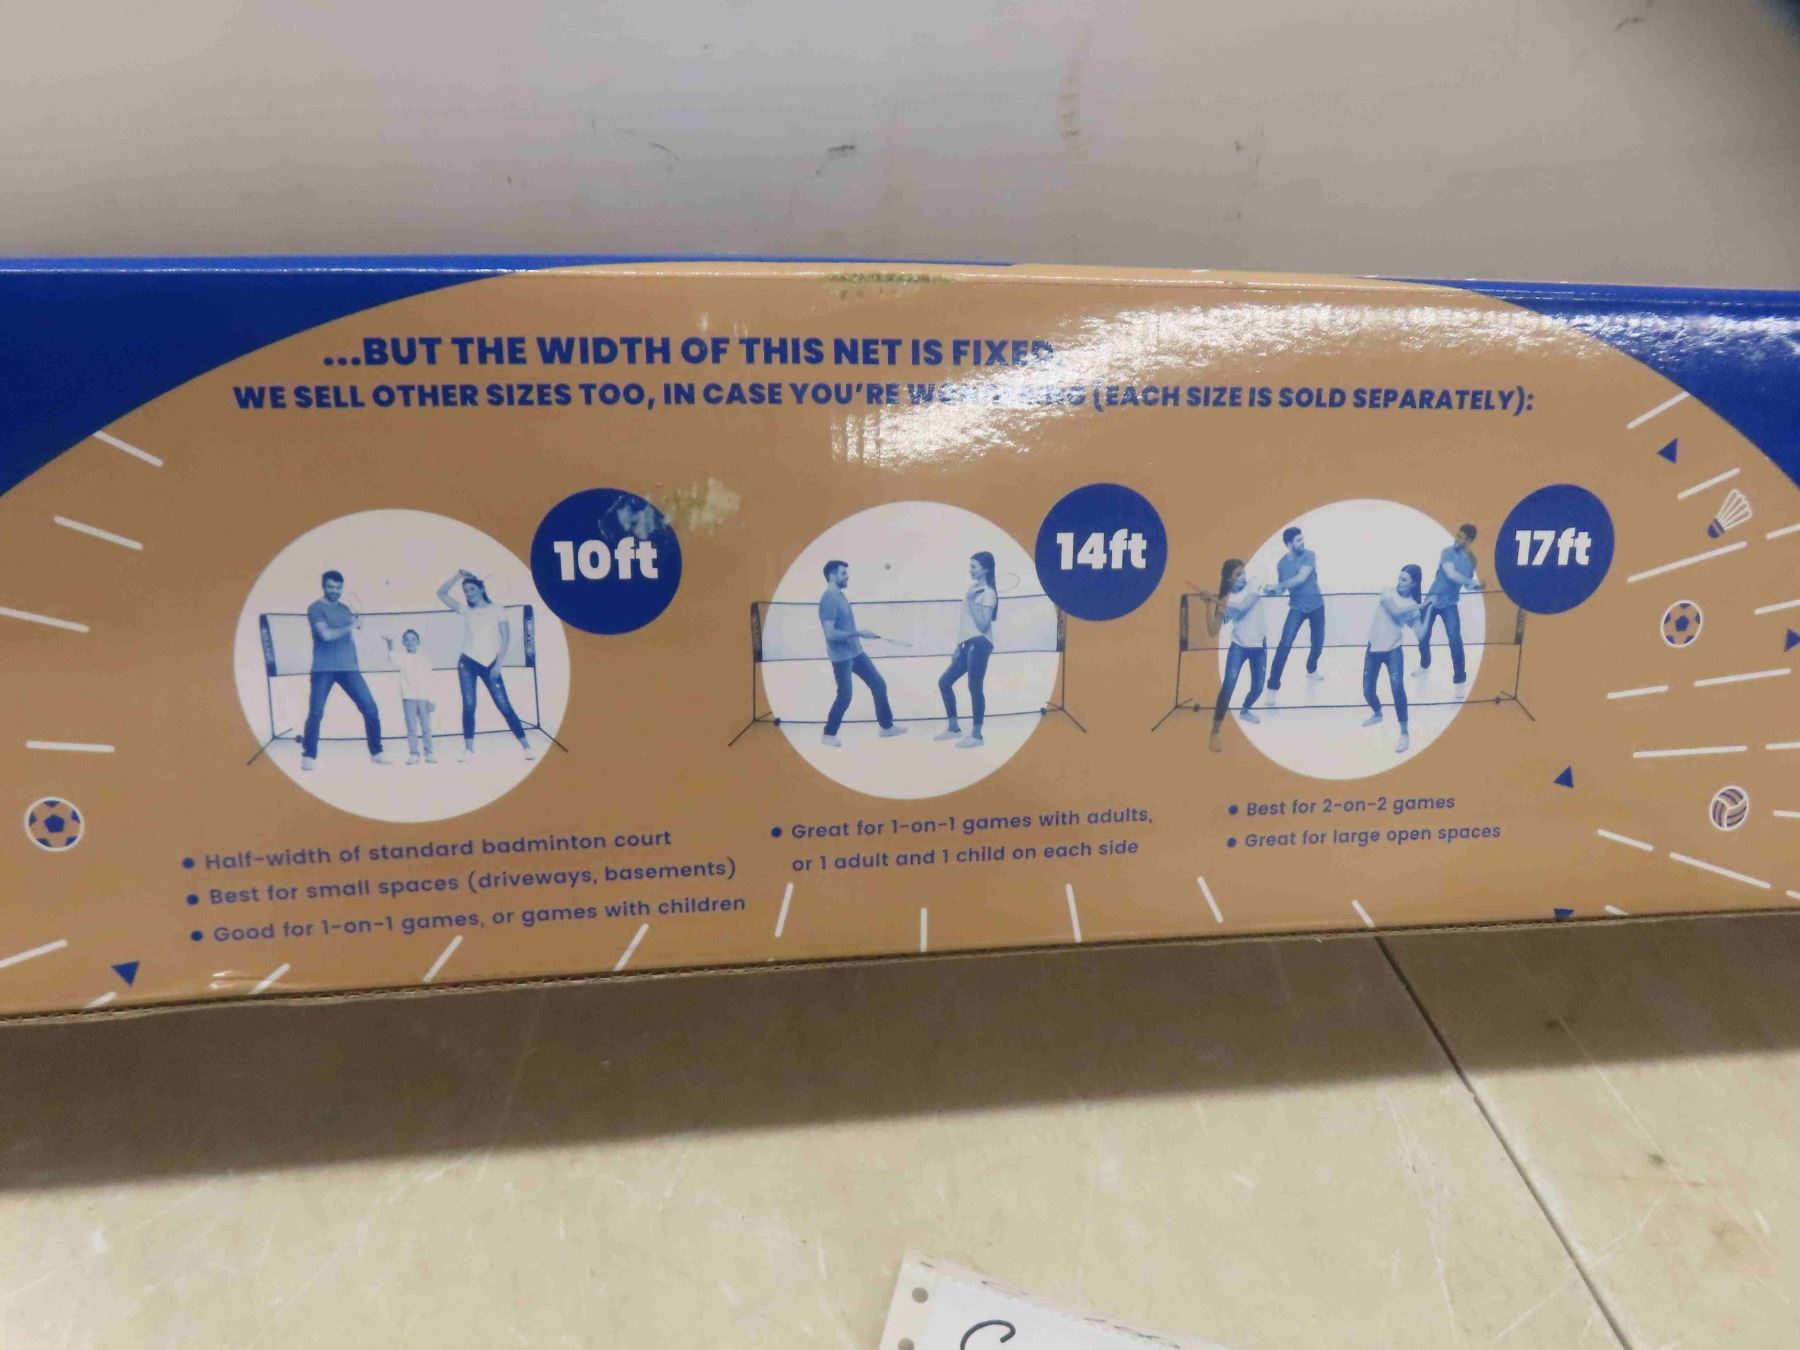 ...BUT THE WIDTH OF THIS NET IS FIXED.
WE SELL OTHER SIZES TOO, IN CASE YOU'RE (EACH SIZE IS SOLD SEPARATELY):
10ft
14ft
17ft
• Half-width of standard badminton court
• Best for small spaces (driveways, basements)
• Good for 1-on-1 games, or games with children
• Great for 1-on-1 games with adults,
or 1 adult and 1 child on each side
• Best for 2-on-2 games
• Great for large open spaces